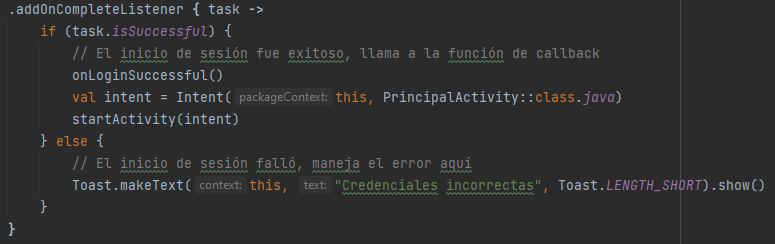 .addOnCompleteListener { task ->
if (task.isSuccessful) {
// El inicio de sesión fue exitoso, llama a la función de callback
onLoginSuccessful()
val intent = Intent( packageContext: this, PrincipalActivity::class.java)
startActivity(intent)
} else {
// El inicio de sesión falló, maneja el error aquí
Toast.makeText( context: this, text: "Credenciales incorrectas", Toast.LENGTH_SHORT).show()
}
}